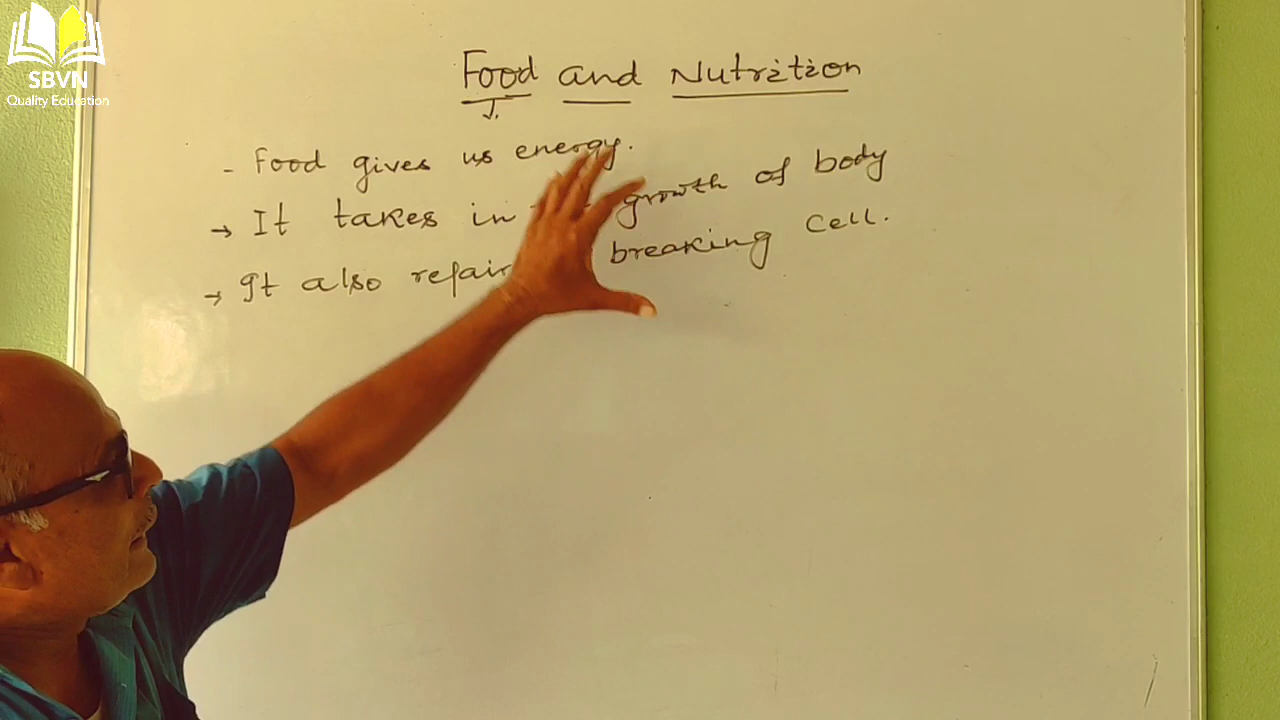 SBVN
Quality Education
Food and Nutrition
- Food gives us energy.
→ It takes in growth of body
→ It also repair breaking cell.